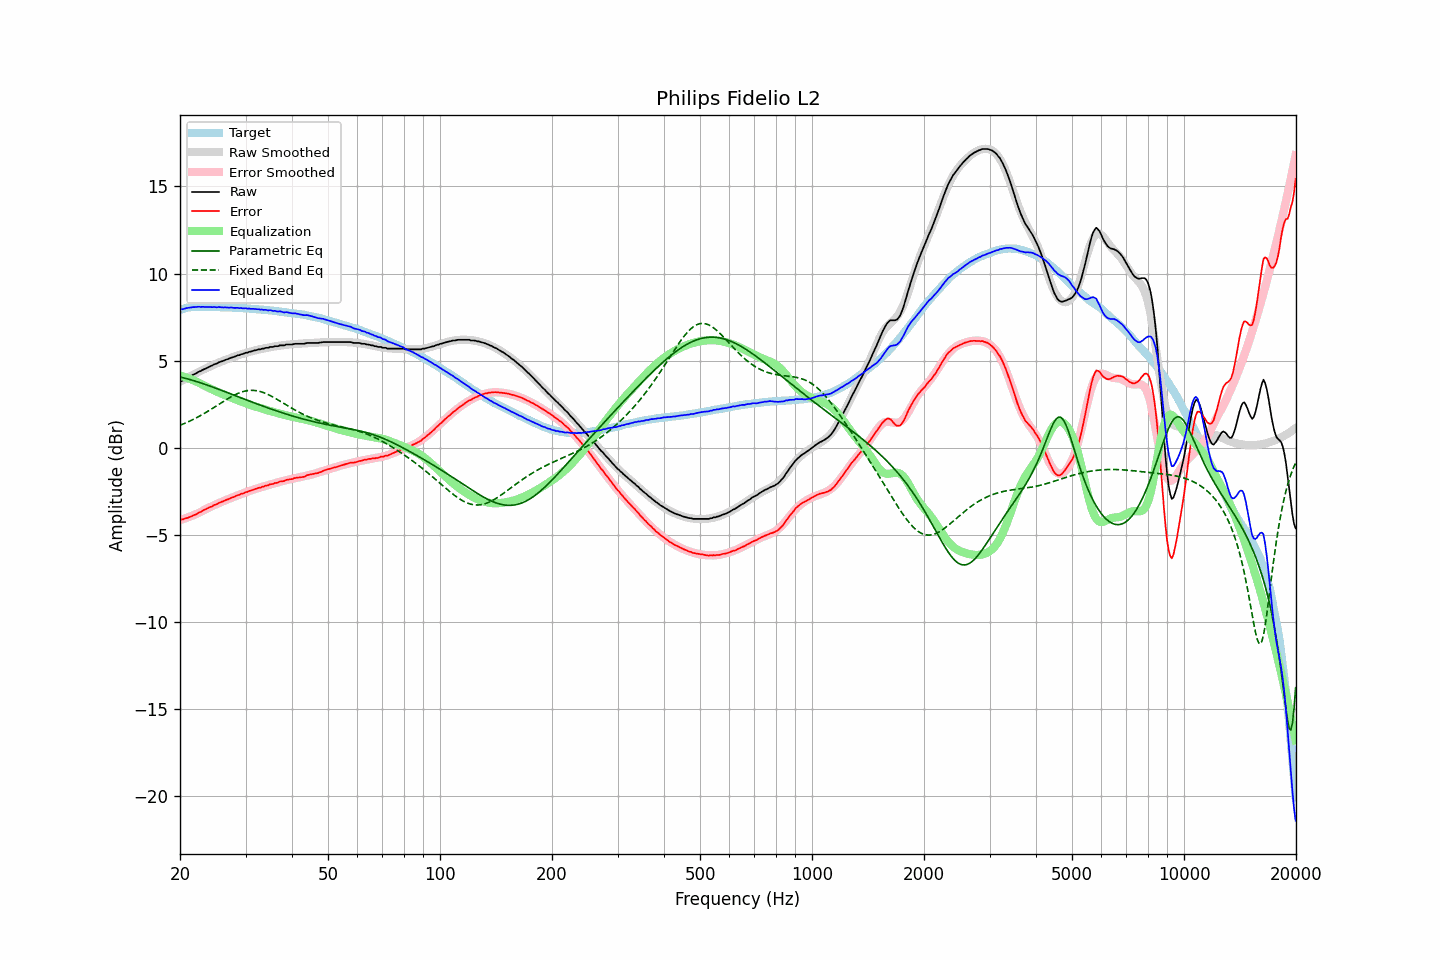 Philips Fidelio L2
Target
Raw Smoothed
Error Smoothed
Raw
Error
Equalization
Parametric Eq
Fixed Band Eq
Equalized
Amplitude (dBr)
15
10
5
0
−5
−10
−15
−20
20 50 100 200 500 1000 2000 5000 10000 20000
Frequency (Hz)